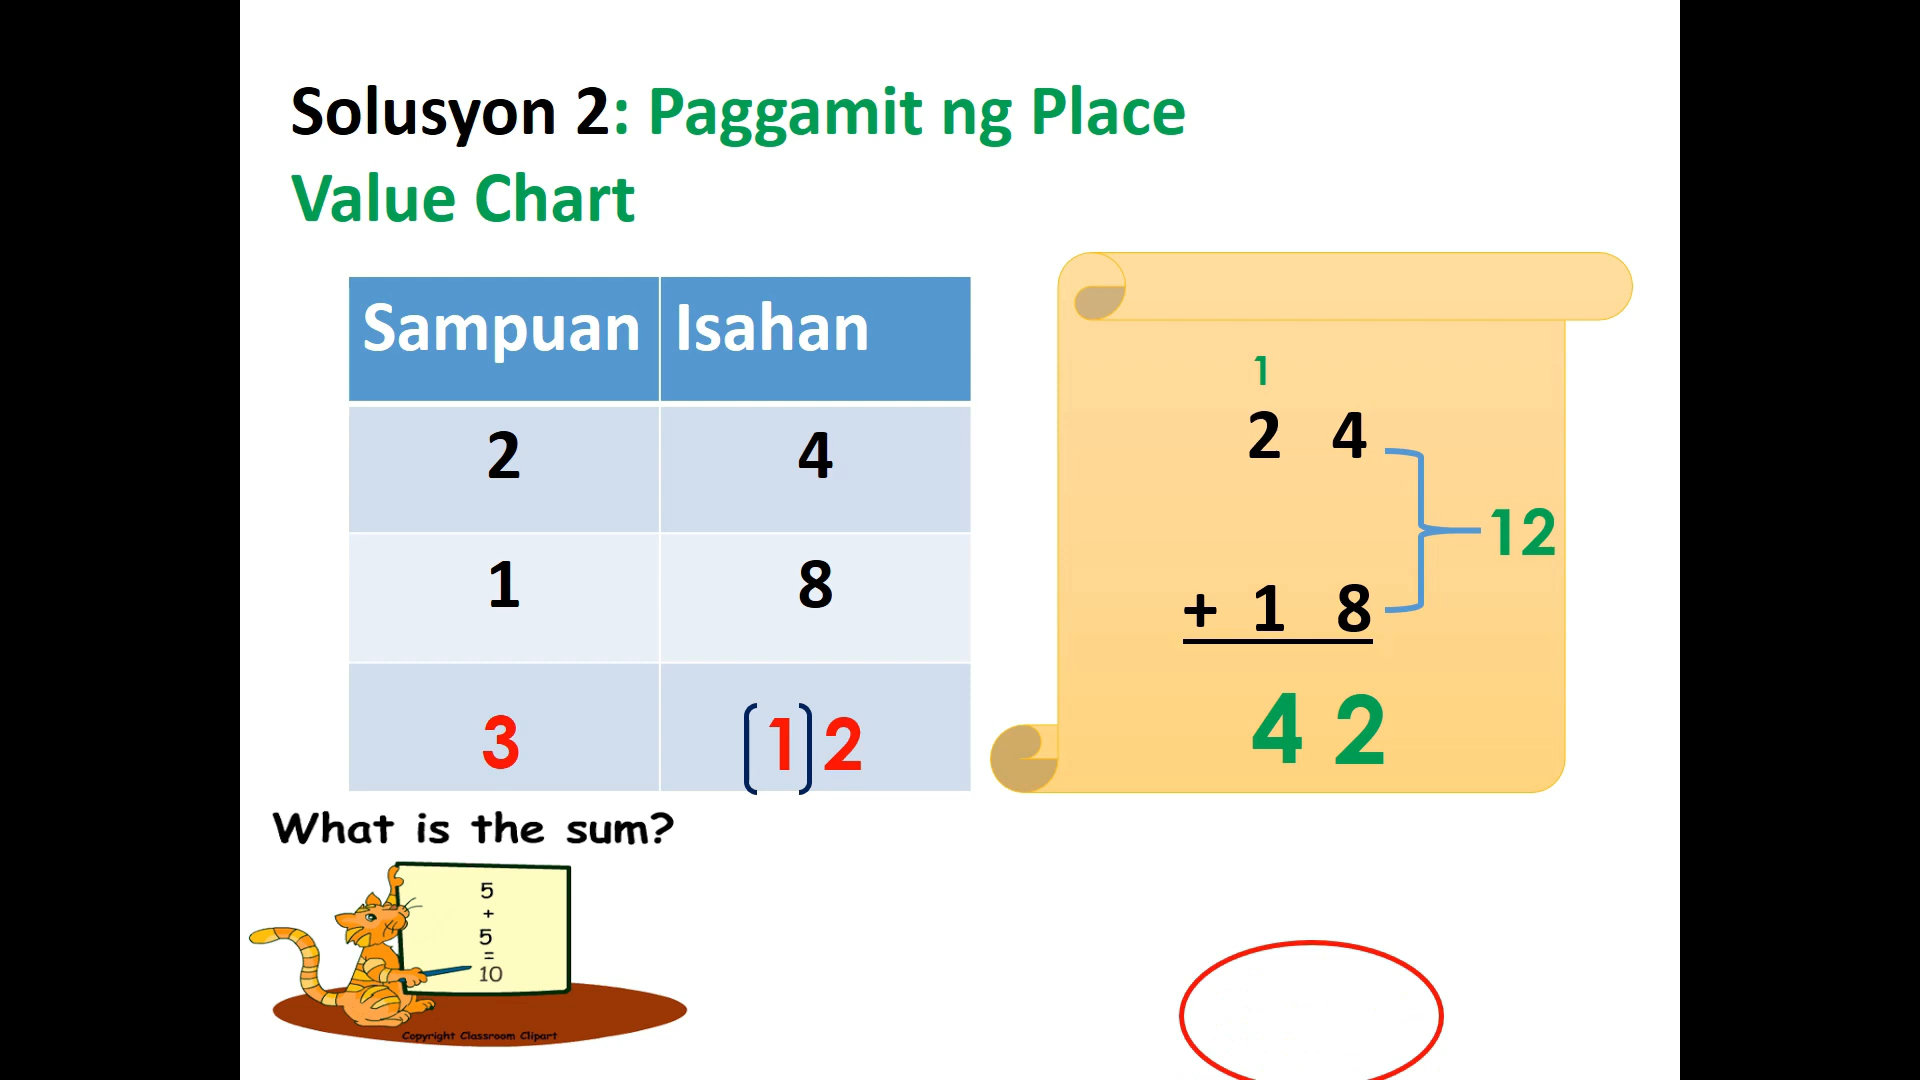 Solusyon 2: Paggamit ng Place
Value Chart
Sampuan Isahan
2 4
1 8
3 (1)2
1
2 4
12
+ 1 8
4 2
What is the sum?
5
+
5
=
10
Copyright Classroom Clipart